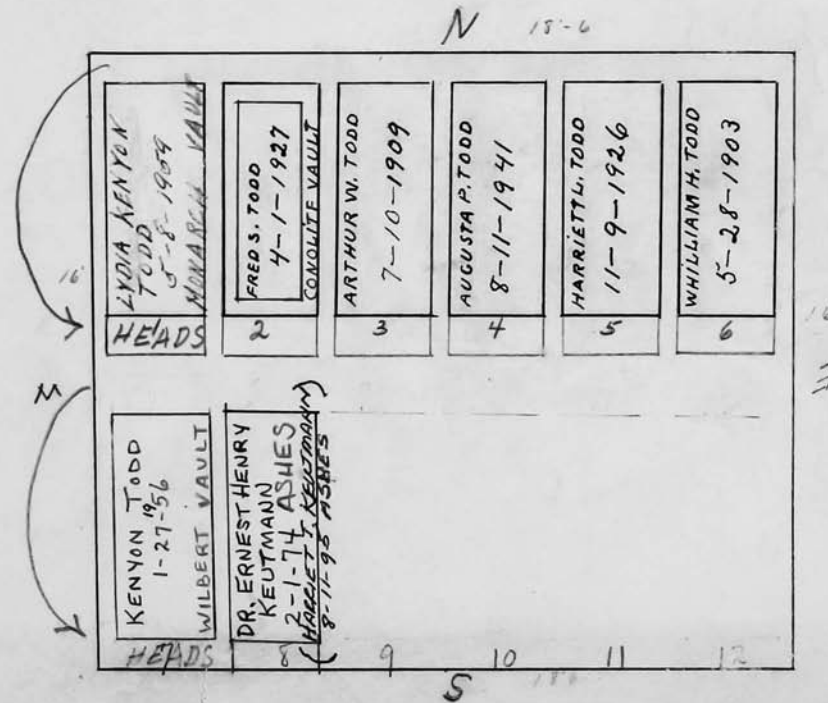 N 18-6
LYDIA KENYON
TODD
5-8-1959
MONARCH VAULT
HEADS
FRED S. TODD
4-1-1927
CONOLITE VAULT
2
ARTHUR W. TODD
7-10-1909
3
AUGUSTA P. TODD
8-11-1941
4
HARRIET L. TODD
11-9-1926
5
WHILLIAM H. TODD
5-28-1903
6
16
KENYON TODD
1-27-1956
WILBERT VAULT
HEADS
DR. ERNEST HENRY
KEUTMANN
2-1-74 ASHES
(HARRIET T. KEUTMANN)
8-11-95 ASHES
8
9
10
11
12
S